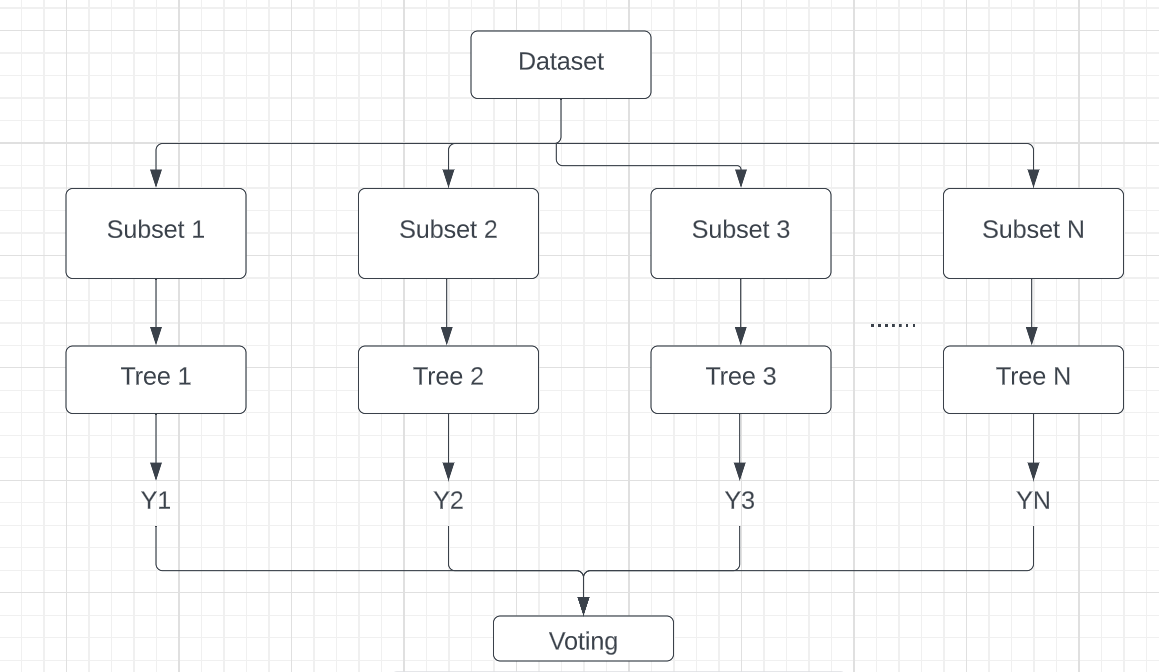 Dataset
Subset 1
Subset 2
Subset 3
Subset N
Tree 1
Tree 2
Tree 3
Tree N
Y1
Y2
Y3
YN
Voting